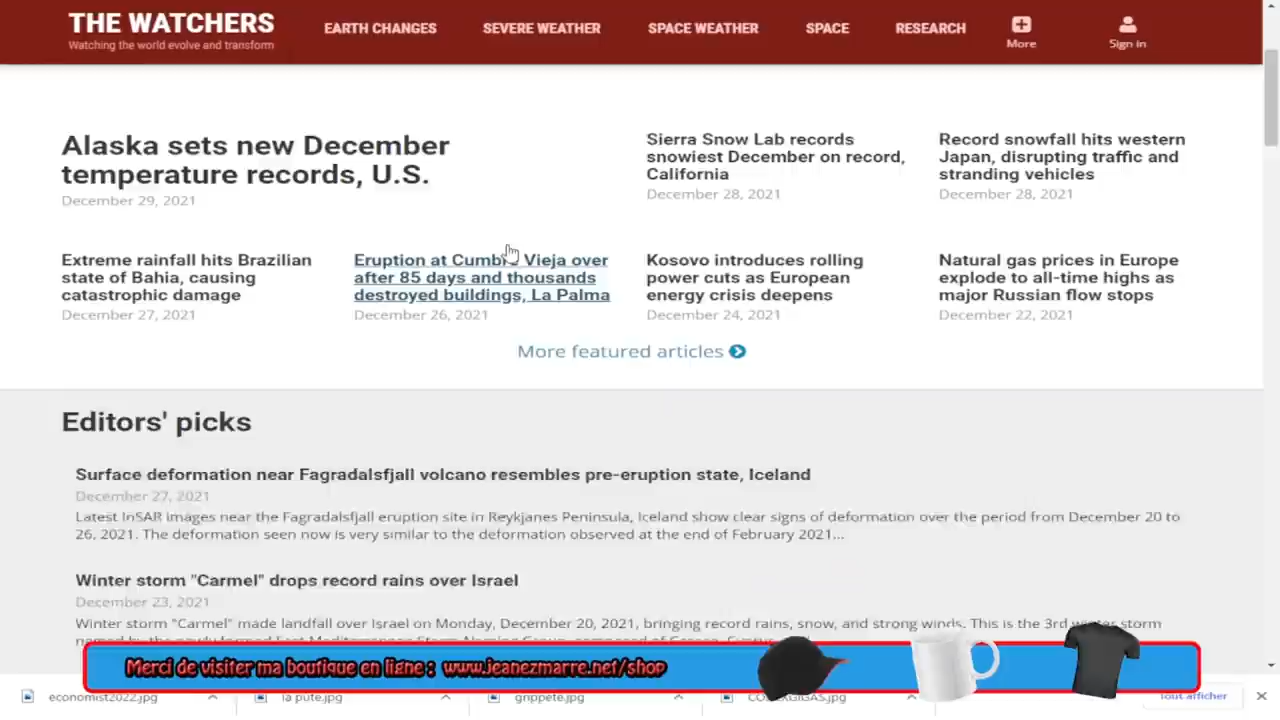 THE WATCHERS
Watching the world evolve and transform
EARTH CHANGES
SEVERE WEATHER
SPACE WEATHER
SPACE
RESEARCH
More
Sign in
Alaska sets new December
temperature records, U.S.
December 29, 2021
Sierra Snow Lab records
snowiest December on record,
California
December 28, 2021
Record snowfall hits western
Japan, disrupting traffic and
stranding vehicles
December 28, 2021
Extreme rainfall hits Brazilian
state of Bahia, causing
catastrophic damage
December 27, 2021
Eruption at Cumbre Vieja over
after 85 days and thousands
destroyed buildings, La Palma
December 26, 2021
Kosovo introduces rolling
power cuts as European
energy crisis deepens
December 24, 2021
Natural gas prices in Europe
explode to all-time highs as
major Russian flow stops
December 22, 2021
More featured articles
Editors' picks
Surface deformation near Fagradalsfjall volcano resembles pre-eruption state, Iceland
December 27, 2021
Latest InSAR images near the Fagradalsfjall eruption site in Reykjanes Peninsula, Iceland show clear signs of deformation over the period from December 20 to
26, 2021. The deformation seen now is very similar to the deformation observed at the end of February 2021...
Winter storm "Carmel" drops record rains over Israel
December 23, 2021
Winter storm "Carmel" made landfall over Israel on Monday, December 20, 2021, bringing record rains, snow, and strong winds. This is the 3rd winter storm
Merci de visiter ma boutique en ligne : www.jeanezmarre.net/shop
economist2022.jpg
la pute.jpg
grippete.jpg
Tout afficher